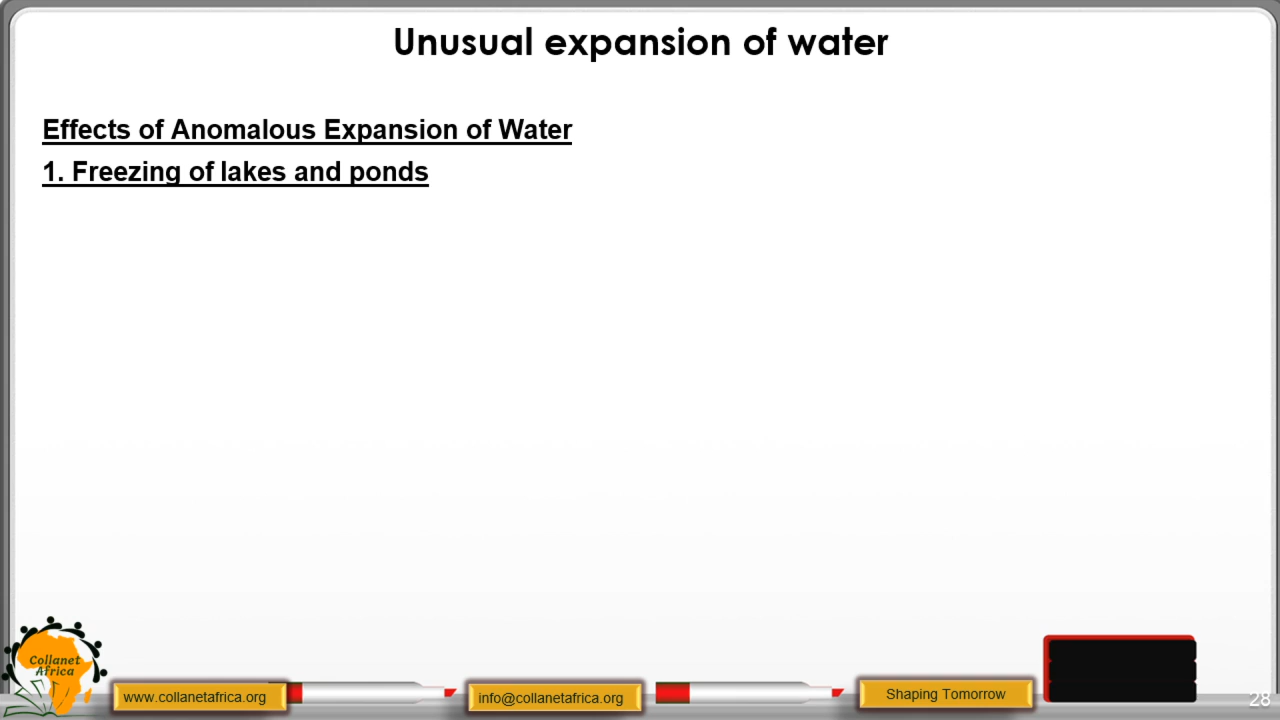 Unusual expansion of water
Effects of Anomalous Expansion of Water
1. Freezing of lakes and ponds
Collanet
Africa
www.collanetafrica.org
info@collanetafrica.org
Shaping Tomorrow
28